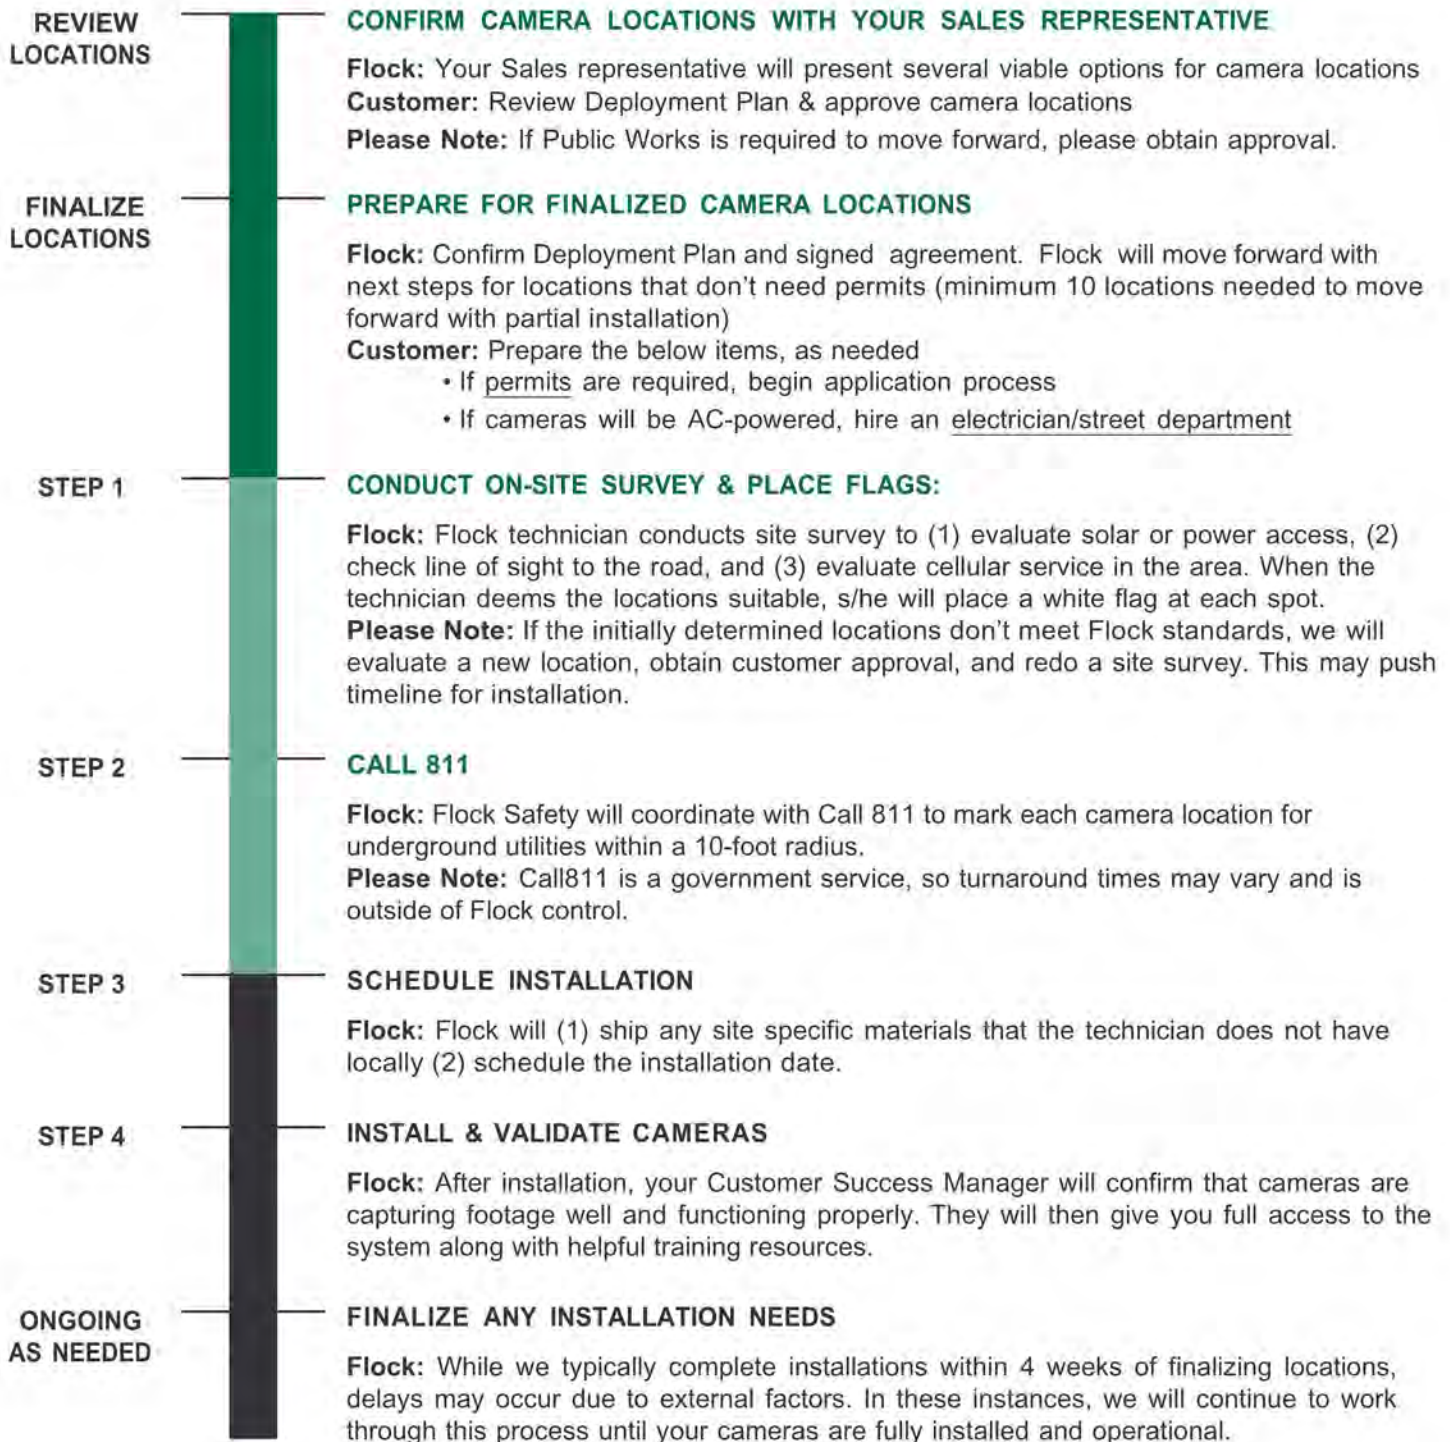 REVIEW
LOCATIONS
CONFIRM CAMERA LOCATIONS WITH YOUR SALES REPRESENTATIVE
Flock: Your Sales representative will present several viable options for camera locations
Customer: Review Deployment Plan & approve camera locations
Please Note: If Public Works is required to move forward, please obtain approval.
FINALIZE
LOCATIONS
PREPARE FOR FINALIZED CAMERA LOCATIONS
Flock: Confirm Deployment Plan and signed agreement. Flock will move forward with
next steps for locations that don't need permits (minimum 10 locations needed to move
forward with partial installation)
Customer: Prepare the below items, as needed
• If permits are required, begin application process
• If cameras will be AC-powered, hire an electrician/street department
STEP 1
CONDUCT ON-SITE SURVEY & PLACE FLAGS:
Flock: Flock technician conducts site survey to (1) evaluate solar or power access, (2)
check line of sight to the road, and (3) evaluate cellular service in the area. When the
technician deems the locations suitable, s/he will place a white flag at each spot.
Please Note: If the initially determined locations don't meet Flock standards, we will
evaluate a new location, obtain customer approval, and redo a site survey. This may push
timeline for installation.
STEP 2
CALL 811
Flock: Flock Safety will coordinate with Call 811 to mark each camera location for
underground utilities within a 10-foot radius.
Please Note: Call811 is a government service, so turnaround times may vary and is
outside of Flock control.
STEP 3
SCHEDULE INSTALLATION
Flock: Flock will (1) ship any site specific materials that the technician does not have
locally (2) schedule the installation date.
STEP 4
INSTALL & VALIDATE CAMERAS
Flock: After installation, your Customer Success Manager will confirm that cameras are
capturing footage well and functioning properly. They will then give you full access to the
system along with helpful training resources.
ONGOING
AS NEEDED
FINALIZE ANY INSTALLATION NEEDS
Flock: While we typically complete installations within 4 weeks of finalizing locations,
delays may occur due to external factors. In these instances, we will continue to work
through this process until your cameras are fully installed and operational.